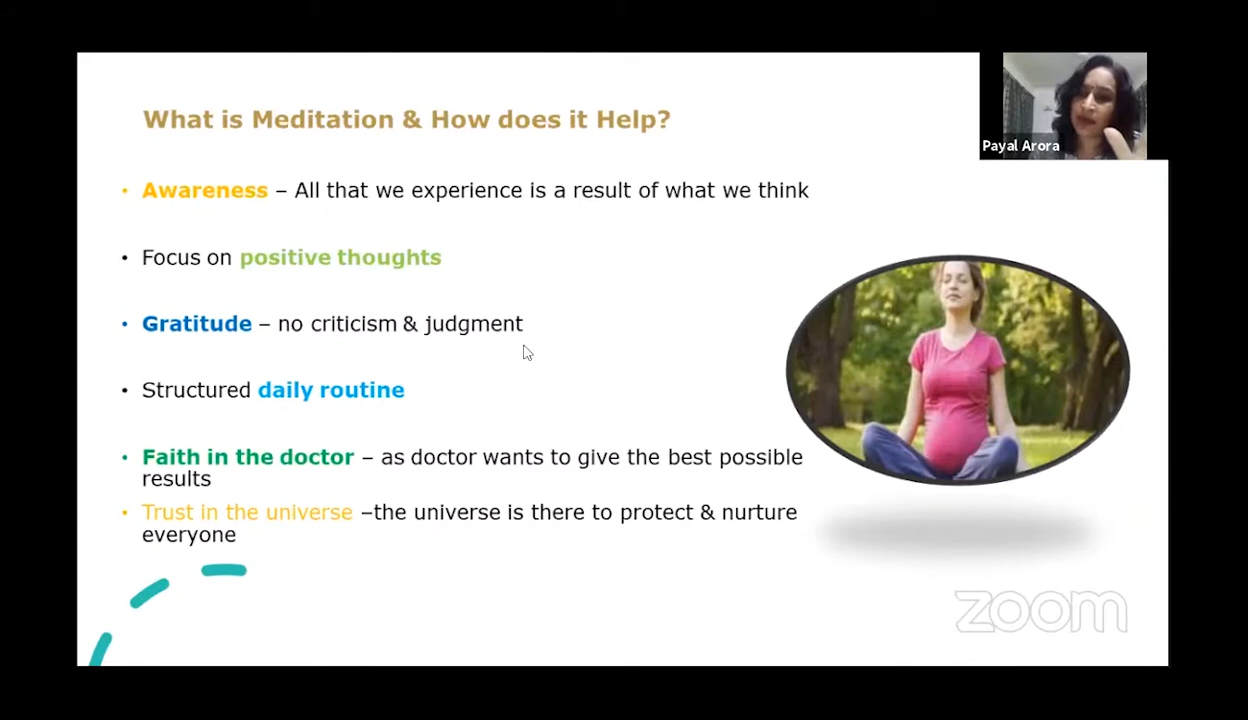 What is Meditation & How does it Help?
Payal Arora
• Awareness – All that we experience is a result of what we think
• Focus on positive thoughts
• Gratitude – no criticism & judgment
• Structured daily routine
• Faith in the doctor – as doctor wants to give the best possible
results
• Trust in the universe –the universe is there to protect & nurture
everyone
zoom